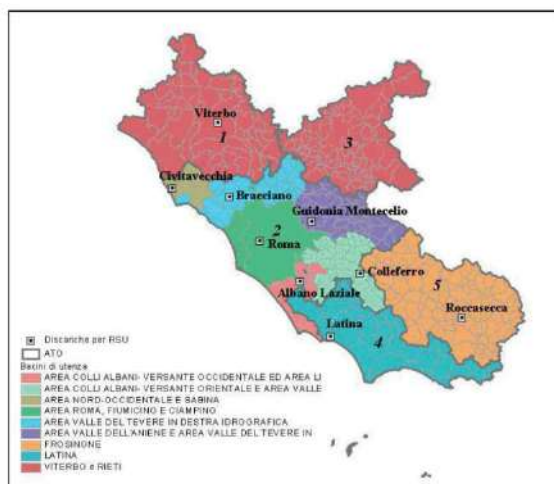 Viterbo
1
3
Civitavecchia
Bracciano
Guidonia Montecelio
2
Roma
Colleferro
5
Albano Laziale
Roccasecca
Latina
4
Discariche per RSU
ATO
Bacini di utenza
AREA COLLI ALBANI- VERSANTE OCCIDENTALE ED AREA LI
AREA COLLI ALBANI- VERSANTE ORIENTALE E AREA VALLE
AREA NORD-OCCIDENTALE E SABINA
AREA ROMA, FIUMICINO E CIAMPINO
AREA VALLE DEL TEVERE IN DESTRA IDROGRAFICA
AREA VALLE DELL'ANIENE E AREA VALLE DEL TEVERE IN
FROSINONE
LATINA
VITERBO e RIETI